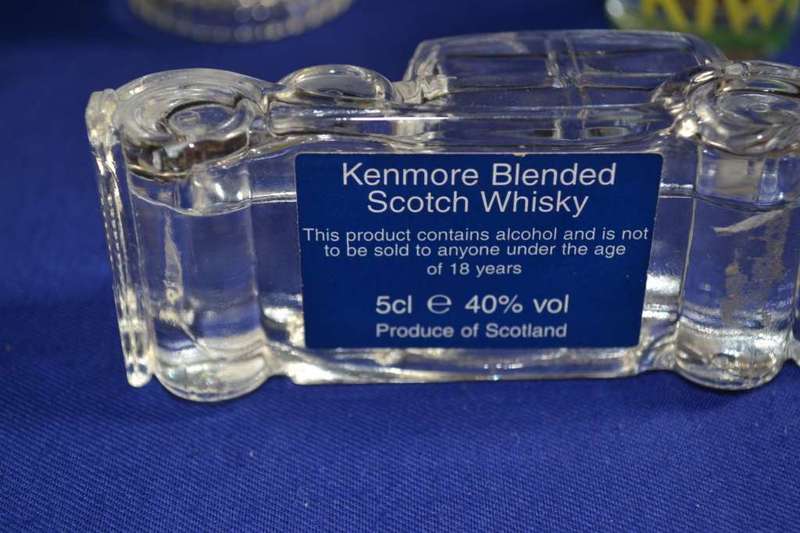 Kenmore Blended
Scotch Whisky
This product contains alcohol and is not
to be sold to anyone under the age
of 18 years
5cl ℮ 40% vol
Produce of Scotland